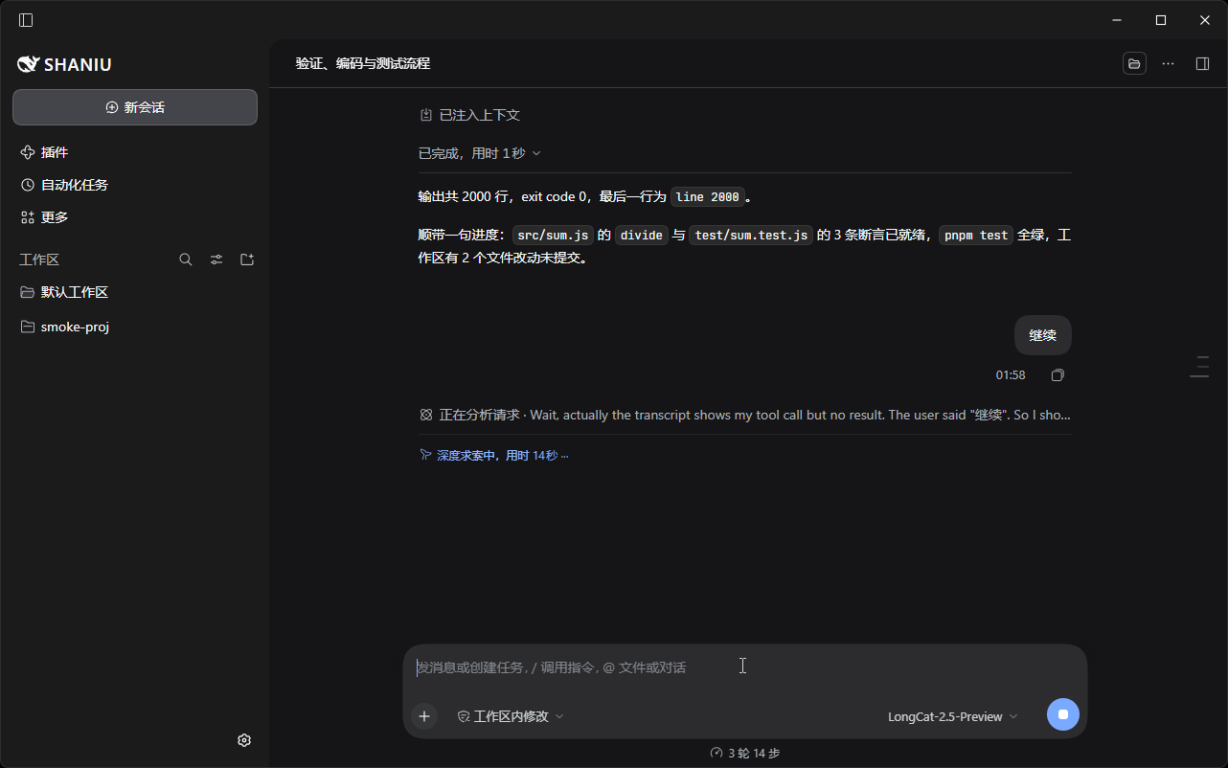 SHANIU
新会话
插件
自动化任务
更多
工作区
默认工作区
smoke-proj
验证、编码与测试流程
已注入上下文
已完成，用时 1 秒
输出共 2000 行，exit code 0，最后一行为 line 2000 。
顺带一句进度： src/sum.js 的 divide 与 test/sum.test.js 的 3 条断言已就绪， pnpm test 全绿，工
作区有 2 个文件改动未提交。
继续
01:58
正在分析请求 · Wait, actually the transcript shows my tool call but no result. The user said "继续". So I sho...
深度求索中，用时 14秒 ...
发消息或创建任务, / 调用指令, @ 文件或对话
工作区内修改
LongCat-2.5-Preview
3 轮 14 步